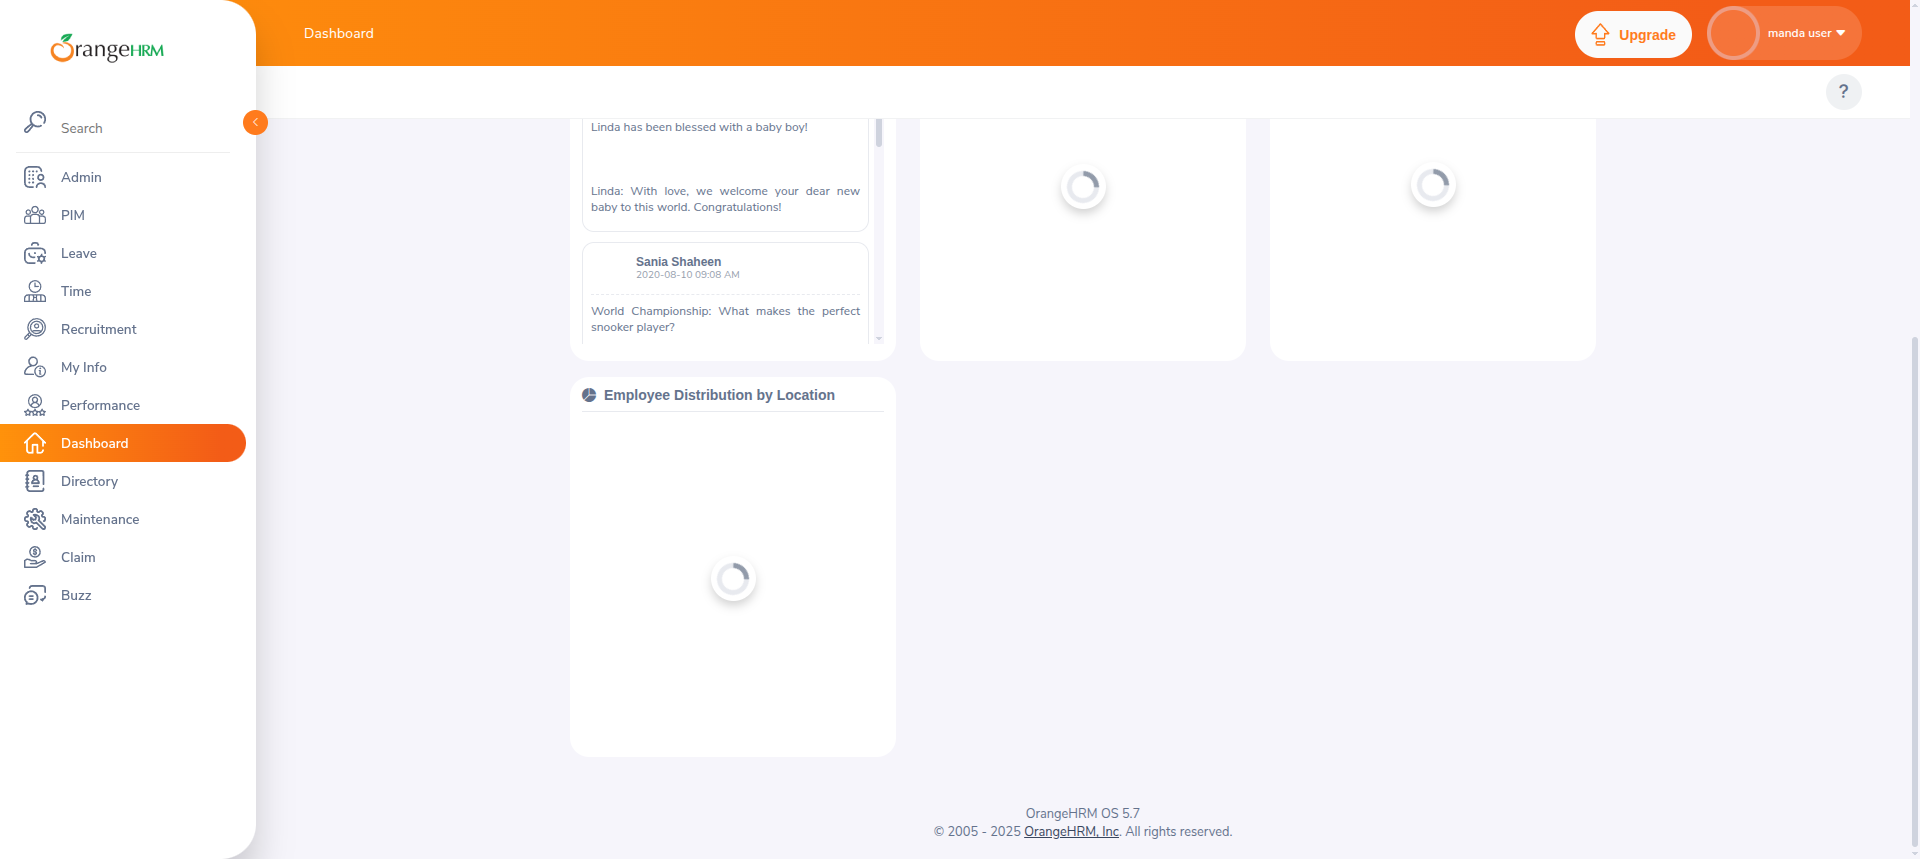 OrangeHRM
Search
Admin
PIM
Leave
Time
Recruitment
My Info
Performance
Dashboard
Directory
Maintenance
Claim
Buzz
Dashboard
Upgrade
manda user
?
Linda has been blessed with a baby boy!
Linda: With love, we welcome your dear new
baby to this world. Congratulations!
Sania Shaheen
2020-08-10 09:08 AM
World Championship: What makes the perfect
snooker player?
Employee Distribution by Location
OrangeHRM OS 5.7
© 2005 - 2025 OrangeHRM, Inc. All rights reserved.